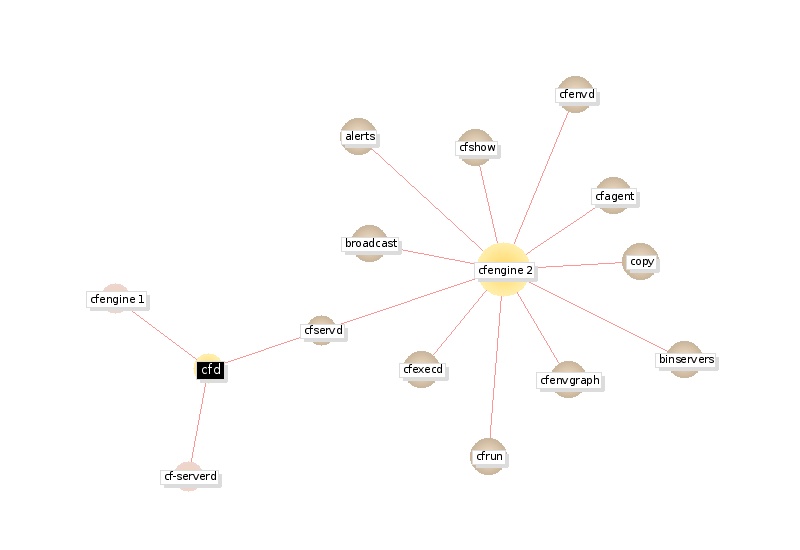 cfenvd
alerts
cfshow
cfagent
broadcast
copy
cfengine 2
cfengine 1
cfservd
binservers
cfd
cfexecd
cfenvgraph
cfrun
cf-serverd